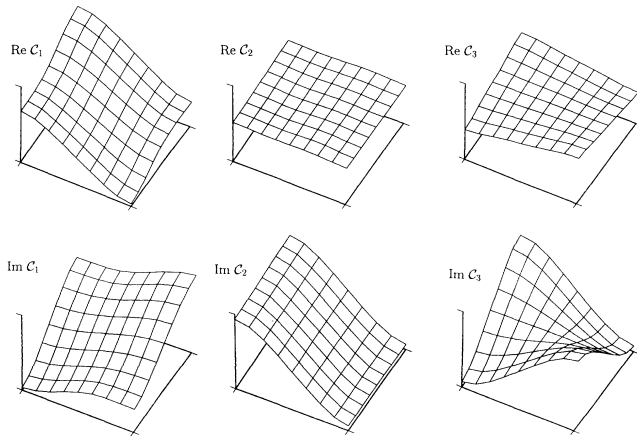 Re C₁
Re C₂
Re C₃
Im C₁
Im C₂
Im C₃